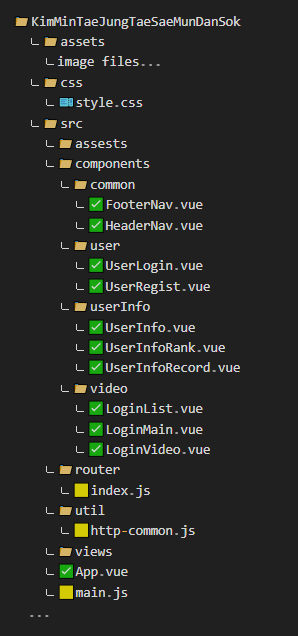 KimMinTaeJungTaeSaeMunDanSok
assets
image files...
css
style.css
src
assests
components
common
FooterNav.vue
HeaderNav.vue
user
UserLogin.vue
UserRegist.vue
userInfo
UserInfo.vue
UserInfoRank.vue
UserInfoRecord.vue
video
LoginList.vue
LoginMain.vue
LoginVideo.vue
router
index.js
util
http-common.js
views
App.vue
main.js
...